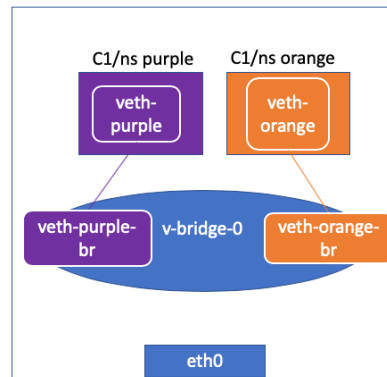 C1/ns purple
C1/ns orange
veth-
purple
veth-
orange
veth-purple-
br
v-bridge-0
veth-orange-
br
eth0